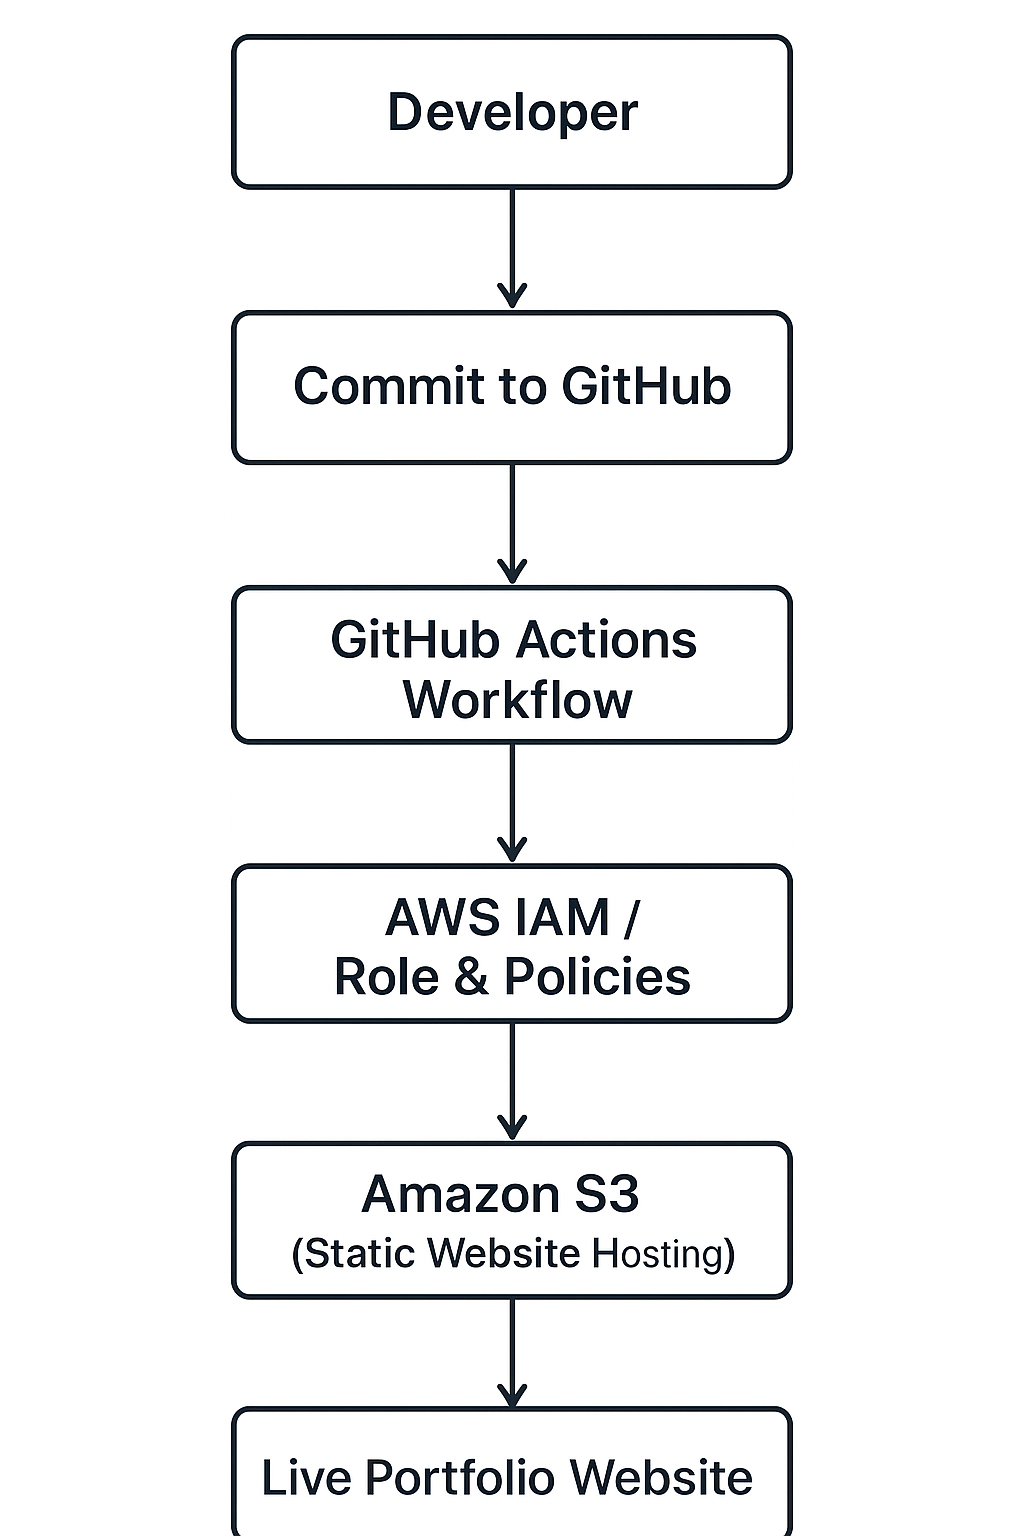 Developer
Commit to GitHub
GitHub Actions
Workflow
AWS IAM /
Role & Policies
Amazon S3
(Static Website Hosting)
Live Portfolio Website